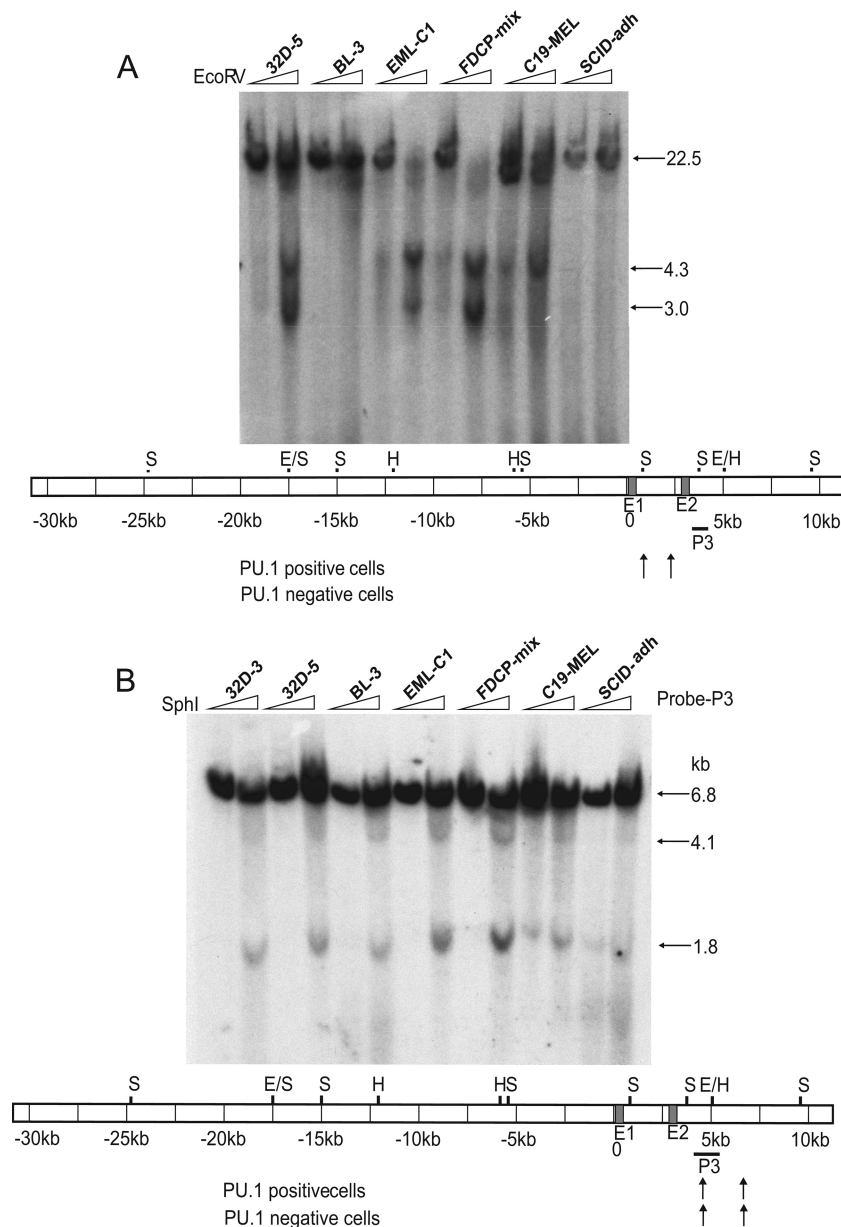 A
32D-5 BL-3 EML-C1 FDCP-mix C19-MEL SCID-adh
EcoRV
22.5
4.3
3.0
S E/S S H HS S S E/H S
E1 E2
-30kb -25kb -20kb -15kb -10kb -5kb 0 5kb 10kb
P3
PU.1 positive cells
PU.1 negative cells
B
32D-3 32D-5 BL-3 EML-C1 FDCP-mix C19-MEL SCID-adh
SphI Probe-P3
kb
6.8
4.1
1.8
S E/S S H HS S S E/H S
E1 E2
-30kb -25kb -20kb -15kb -10kb -5kb 0 5kb 10kb
P3
PU.1 positivecells
PU.1 negative cells